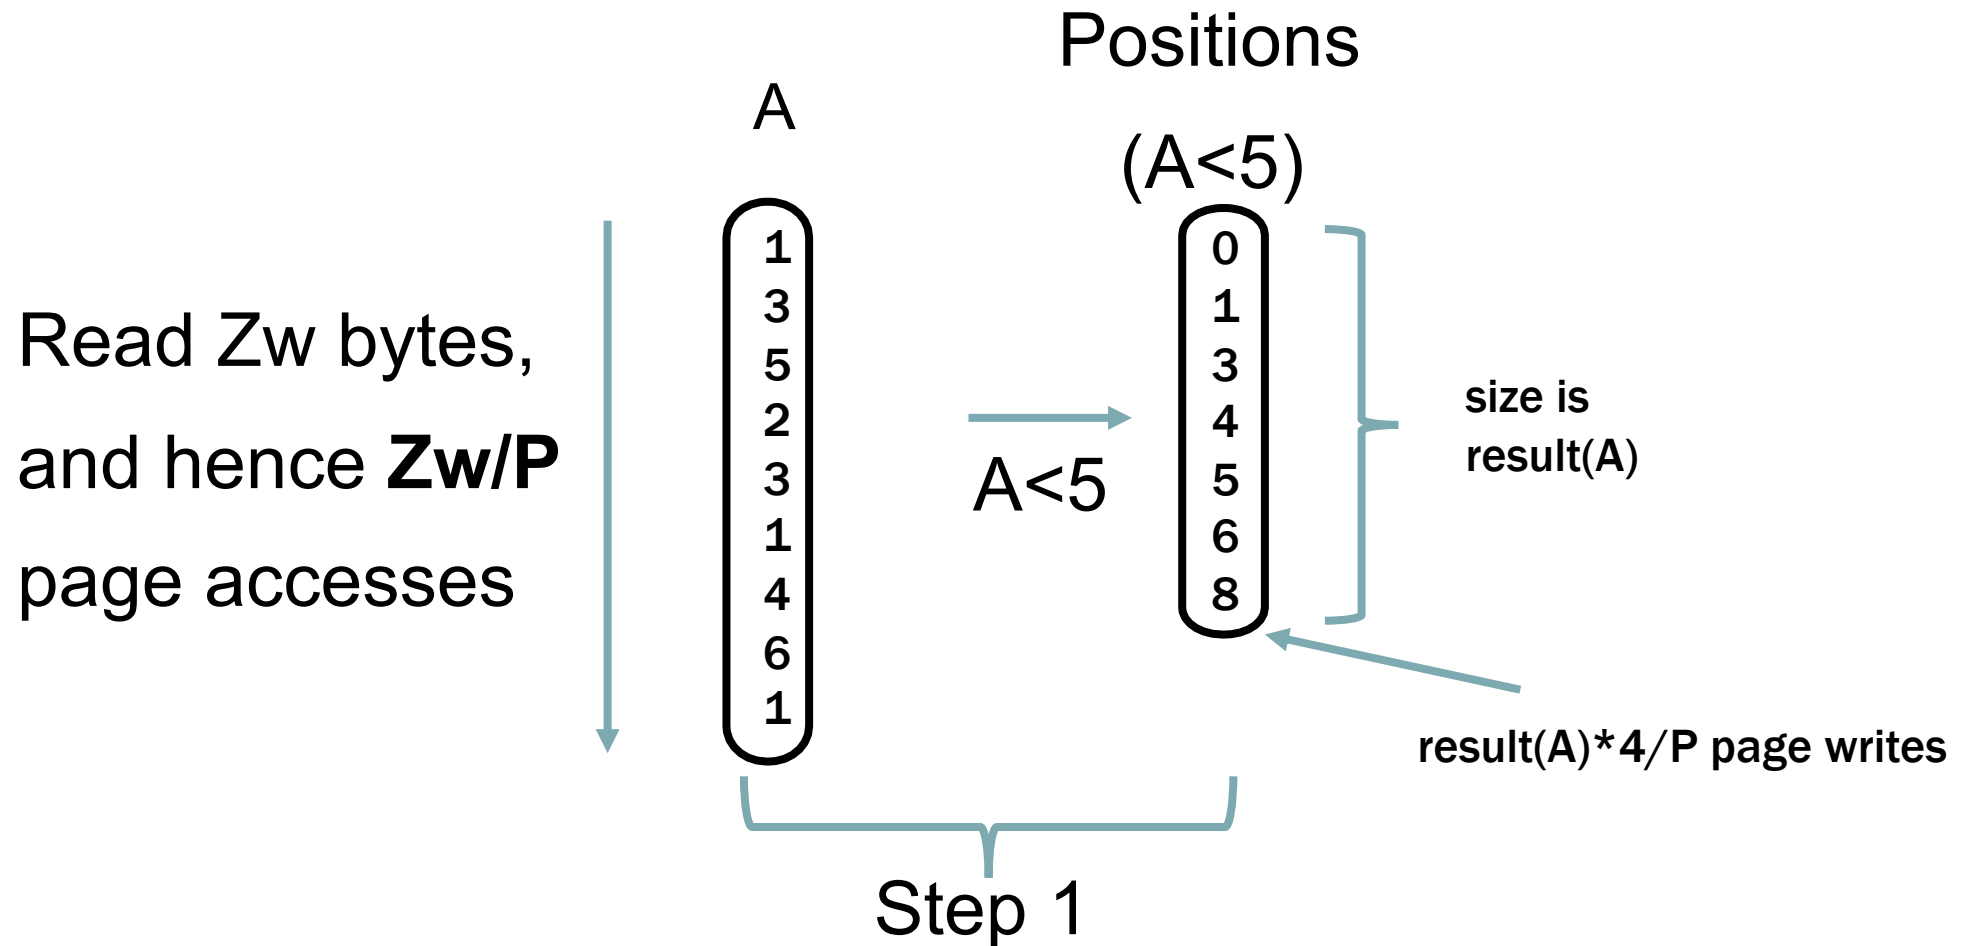 Positions
A
(A<5)
Read Zw bytes,
and hence Zw/P
page accesses
1
3
5
2
3
1
4
6
1
A<5
0
1
3
4
5
6
8
size is
result(A)
result(A)*4/P page writes
Step 1